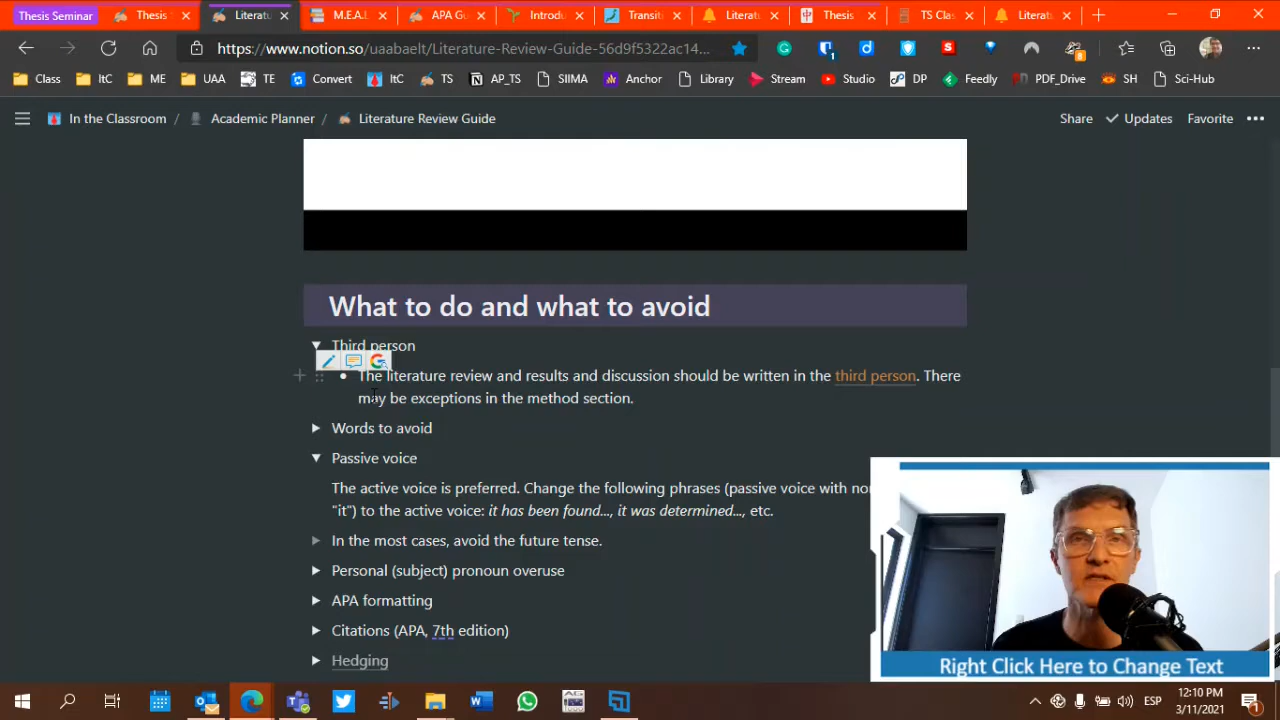 Thesis Seminar
Thesis
Literatu
M.E.A.L
APA Gu
Introdu
Transiti
Literatu
Thesis
TS Clas
Literatu
https://www.notion.so/uaabaelt/Literature-Review-Guide-56d9f5322ac14...
Class
ItC
ME
UAA
TE
Convert
ItC
TS
AP_TS
SIIMA
Anchor
Library
Stream
Studio
DP
Feedly
PDF_Drive
SH
Sci-Hub
In the Classroom / Academic Planner / Literature Review Guide
Share
Updates
Favorite
What to do and what to avoid
Third person
The literature review and results and discussion should be written in the third person. There
may be exceptions in the method section.
Words to avoid
Passive voice
The active voice is preferred. Change the following phrases (passive voice with
"it") to the active voice: it has been found..., it was determined..., etc.
In the most cases, avoid the future tense.
Personal (subject) pronoun overuse
APA formatting
Citations (APA, 7th edition)
Hedging
Right Click Here to Change Text
ESP
12:10 PM
3/11/2021